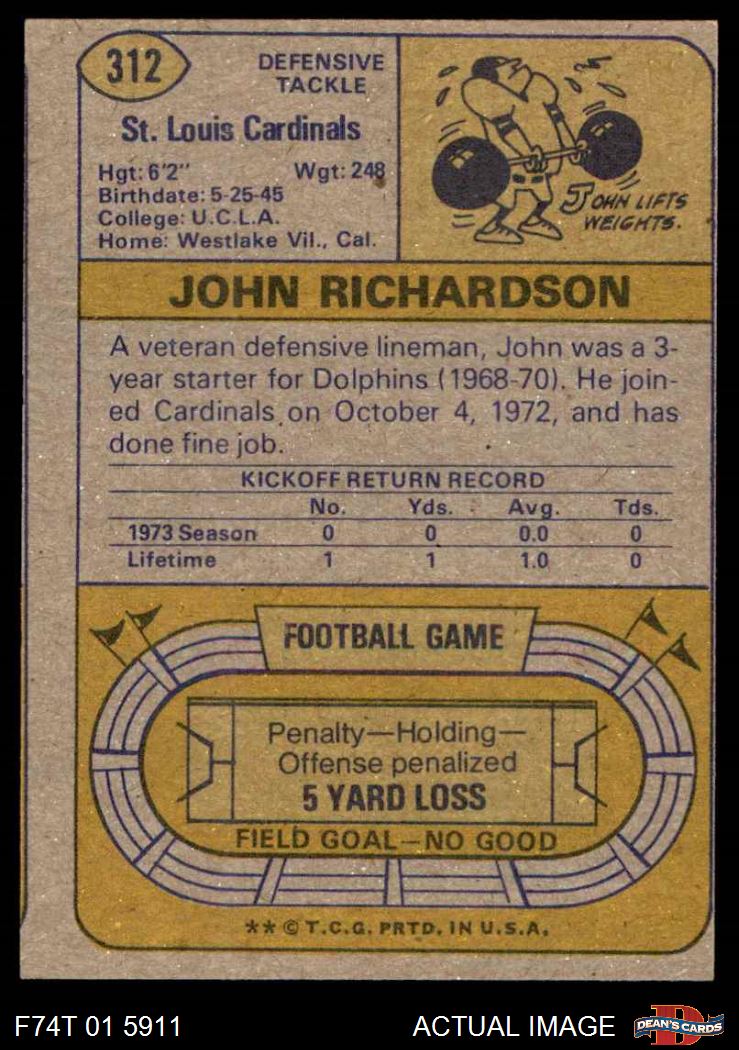 312
DEFENSIVE
TACKLE
St. Louis Cardinals
Hgt: 6'2" Wgt: 248
Birthdate: 5-25-45
College: U.C.L.A.
Home: Westlake Vil., Cal.
JOHN LIFTS
WEIGHTS.
JOHN RICHARDSON
A veteran defensive lineman, John was a 3-
year starter for Dolphins (1968-70). He join-
ed Cardinals on October 4, 1972, and has
done fine job.
KICKOFF RETURN RECORD
No. Yds. Avg. Tds.
1973 Season 0 0 0.0 0
Lifetime 1 1 1.0 0
FOOTBALL GAME
Penalty—Holding—
Offense penalized
5 YARD LOSS
FIELD GOAL—NO GOOD
** © T.C.G. PRTD. IN U.S.A.
F74T 01 5911 ACTUAL IMAGE D DEAN'S CARDS